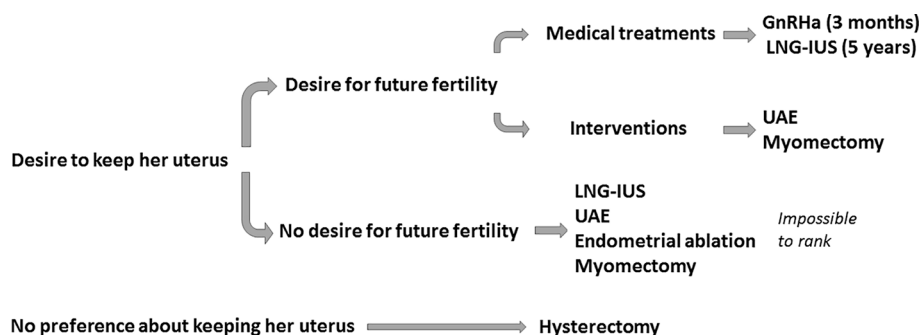 GnRHa (3 months)
Medical treatments
LNG-IUS (5 years)
Desire for future fertility
UAE
Interventions
Myomectomy
Desire to keep her uterus
LNG-IUS
UAE
Impossible
No desire for future fertility
Endometrial ablation
to rank
Myomectomy
No preference about keeping her uterus
Hysterectomy